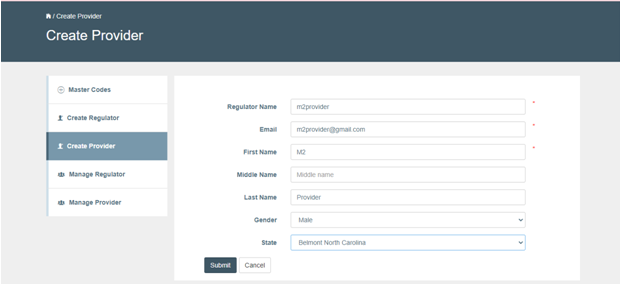 / Create Provider
Create Provider
Master Codes
Create Regulator
Create Provider
Manage Regulator
Manage Provider
Regulator Name m2provider *
Email m2provider@gmail.com *
First Name M2 *
Middle Name Middle name
Last Name Provider
Gender Male
State Belmont North Carolina
Submit Cancel